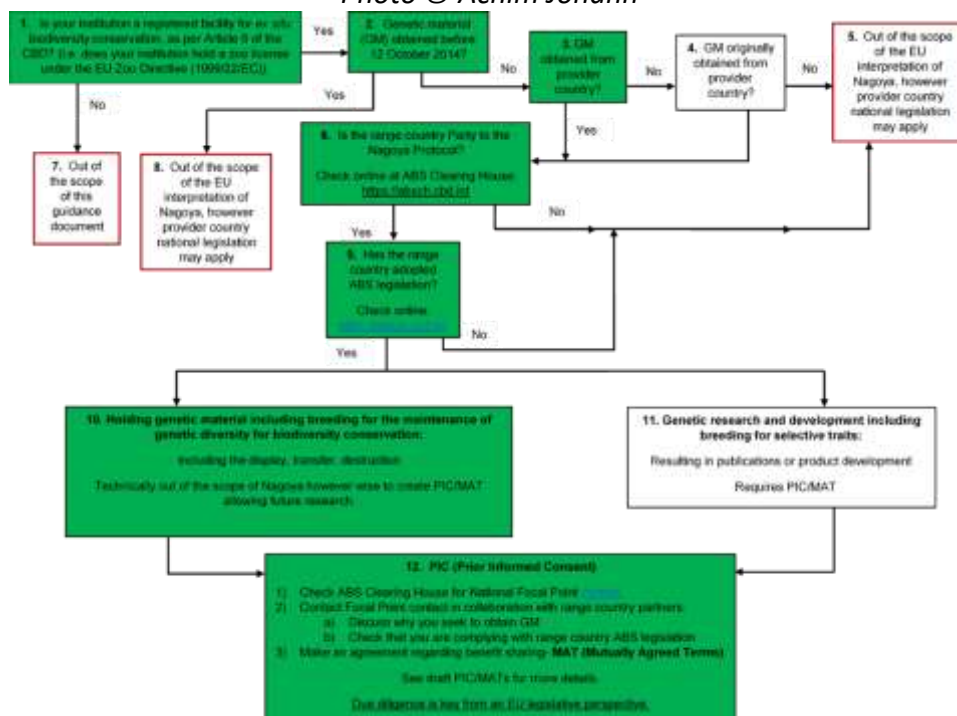 Photo © Achim Johann
1. Is your institution a registered facility for ex situ
biodiversity conservation, as per Article 9 of the
CBD? (i.e. does your institution hold a zoo license
under the EU Zoo Directive (1999/22/EC))
Yes
2. Genetic material
(GM) obtained before
12 October 2014?
No
3. GM
obtained from
provider
country?
No
4. GM originally
obtained from
provider
country?
No
5. Out of the scope
of the EU
interpretation of
Nagoya, however
provider country
national legislation
may apply
No
Yes
Yes
7. Out of
the scope
of this
guidance
document
8. Out of the scope
of the EU
interpretation of
Nagoya, however
provider country
national legislation
may apply
6. Is the range country Party to the
Nagoya Protocol?
Check online at ABS Clearing House
https://absch.cbd.int
No
Yes
9. Has the range
country adopted
ABS legislation?
Check online
No
Yes
10. Holding genetic material including breeding for the maintenance of
genetic diversity for biodiversity conservation:
Including the display, transfer, destruction
Technically out of the scope of Nagoya however wise to create PIC/MAT
allowing future research
11. Genetic research and development including
breeding for selective traits:
Resulting in publications or product development
Requires PIC/MAT
12. PIC (Prior Informed Consent)
1) Check ABS Clearing House for National Focal Point
2) Contact Focal Point contact in collaboration with range country partners
a) Discuss why you seek to obtain GM
b) Check that you are complying with range country ABS legislation
3) Make an agreement regarding benefit sharing- MAT (Mutually Agreed Terms)
See draft PIC/MATs for more details.
Due diligence is key from an EU legislative perspective.